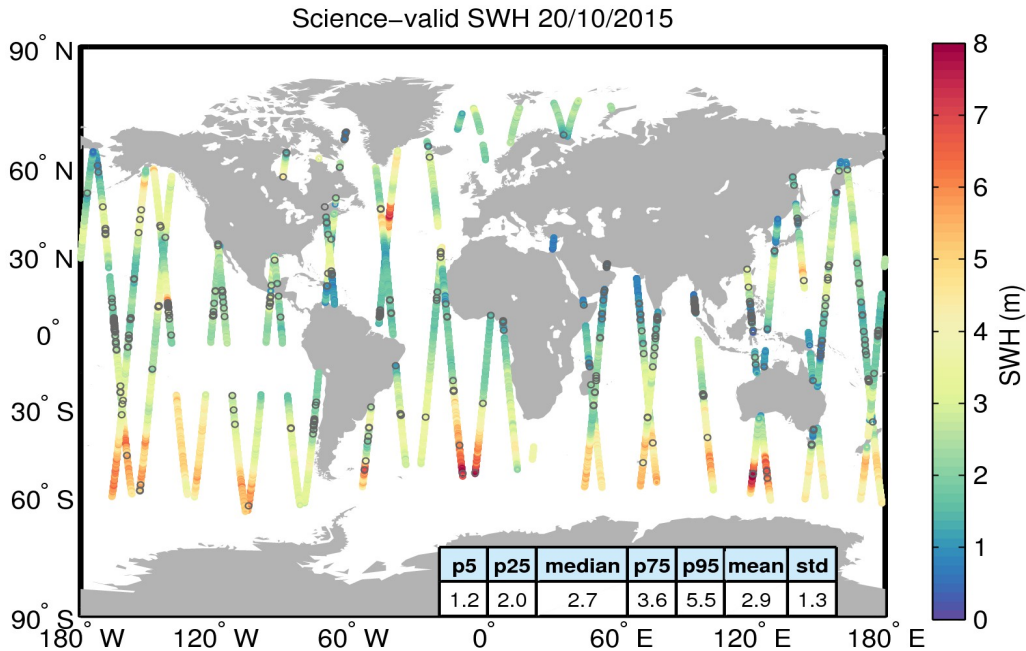 Science−valid SWH 20/10/2015
90° N
60° N
30° N
0°
30° S
60° S
90° S
180° W
120° W
60° W
0°
60° E
120° E
180° E
p5 p25 median p75 p95 mean std
1.2 2.0 2.7 3.6 5.5 2.9 1.3
8
7
6
5
4
3
2
1
0
SWH (m)